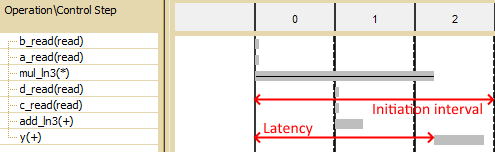 Operation\Control Step
0 1 2
b_read(read)
a_read(read)
mul_ln3(*)
d_read(read)
c_read(read)
add_ln3(+)
y(+)
Initiation interval
Latency